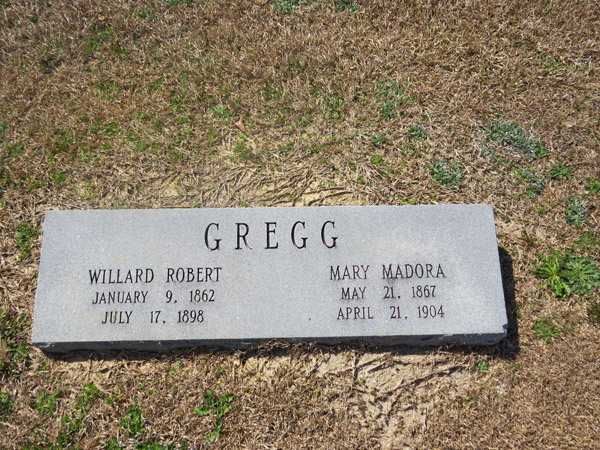 GREGG
WILLARD ROBERT
JANUARY 9, 1862
JULY 17, 1898
MARY MADORA
MAY 21, 1867
APRIL 21, 1904